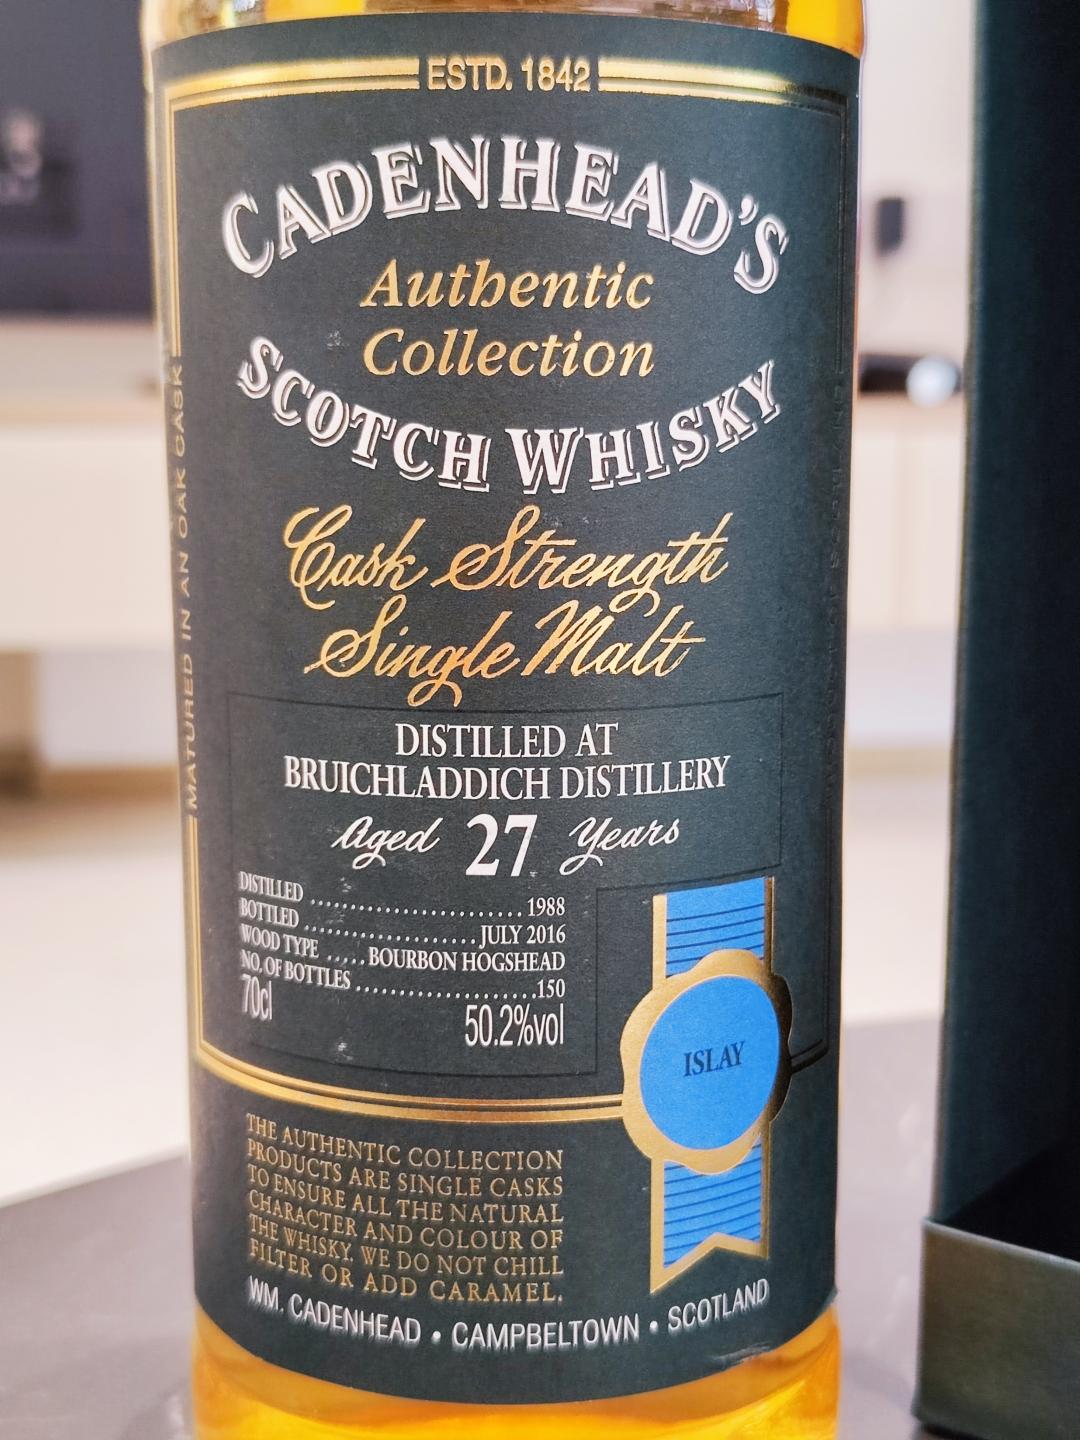 ESTD. 1842
CADENHEAD'S
Authentic
Collection
SCOTCH WHISKY
Cask Strength
Single Malt
MATURED IN AN OAK CASK
DISTILLED AT
BRUICHLADDICH DISTILLERY
Aged 27 Years
DISTILLED ........................ 1988
BOTTLED .................... JULY 2016
WOOD TYPE ..... BOURBON HOGSHEAD
NO. OF BOTTLES ....................150
70cl 50.2%vol
ISLAY
THE AUTHENTIC COLLECTION
PRODUCTS ARE SINGLE CASKS
TO ENSURE ALL THE NATURAL
CHARACTER AND COLOUR OF
THE WHISKY. WE DO NOT CHILL
FILTER OR ADD CARAMEL.
WM. CADENHEAD • CAMPBELTOWN • SCOTLAND